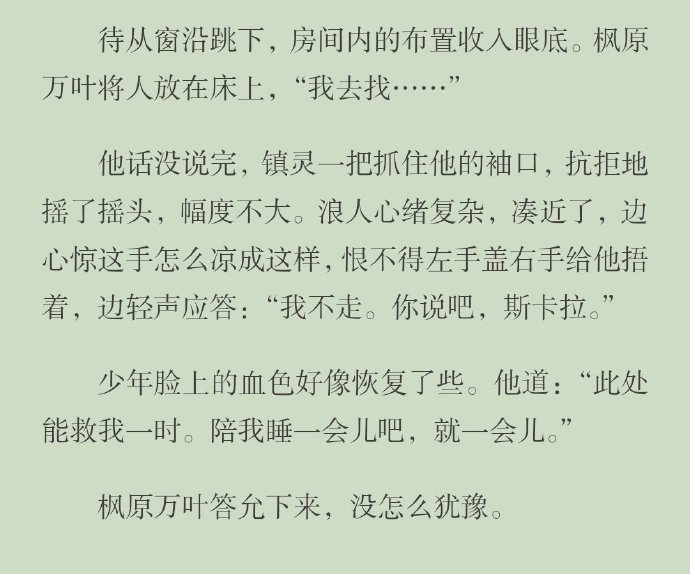 待从窗沿跳下，房间内的布置收入眼底。枫原
万叶将人放在床上，“我去找……”
他话没说完，镇灵一把抓住他的袖口，抗拒地
摇了摇头，幅度不大。浪人心绪复杂，凑近了，边
心惊这手怎么凉成这样，恨不得左手盖右手给他捂
着，边轻声应答：“我不走。你说吧，斯卡拉。”
少年脸上的血色好像恢复了些。他道：“此处
能救我一时。陪我睡一会儿吧，就一会儿。”
枫原万叶答允下来，没怎么犹豫。